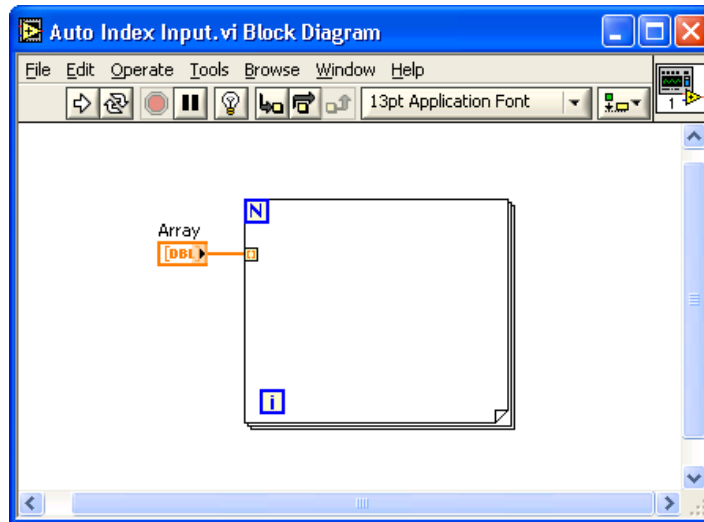 Auto Index Input.vi Block Diagram
File Edit Operate Tools Browse Window Help
13pt Application Font
1
N
Array
[DBL]
i